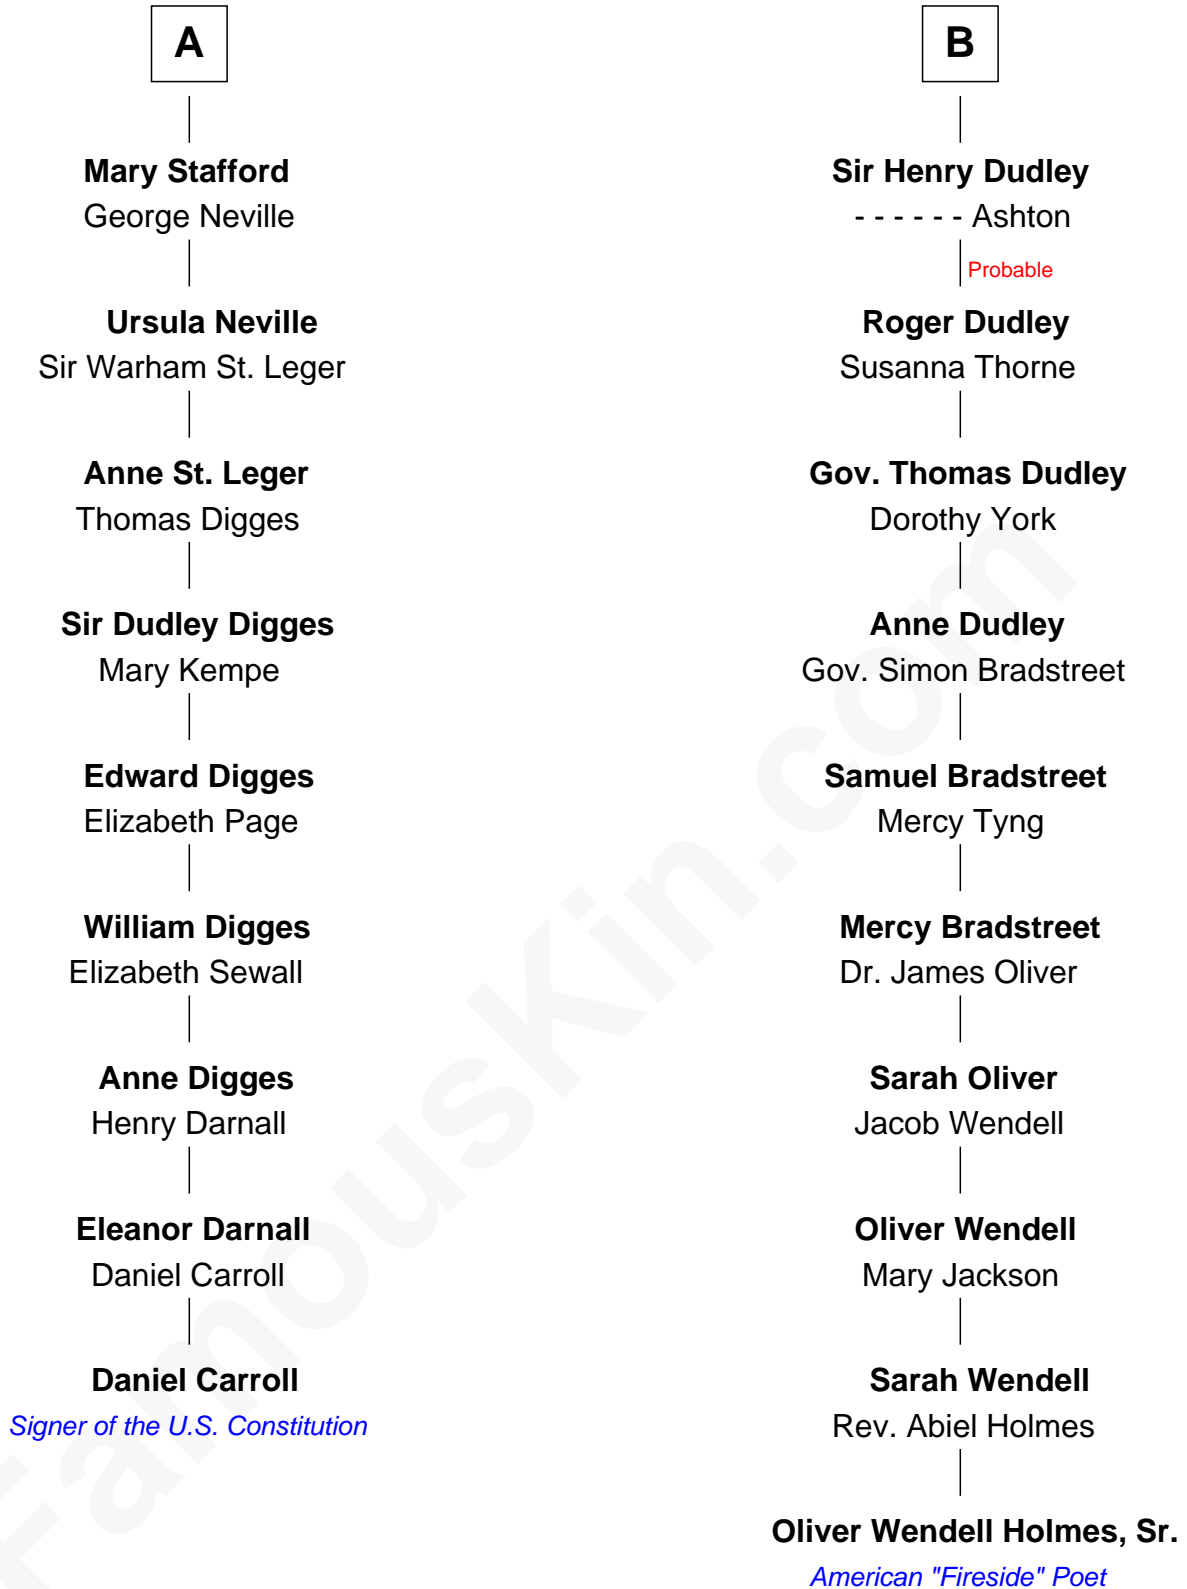 A
Mary Stafford
George Neville
Ursula Neville
Sir Warham St. Leger
Anne St. Leger
Thomas Digges
Sir Dudley Digges
Mary Kempe
Edward Digges
Elizabeth Page
William Digges
Elizabeth Sewall
Anne Digges
Henry Darnall
Eleanor Darnall
Daniel Carroll
Daniel Carroll
Signer of the U.S. Constitution
B
Sir Henry Dudley
- - - - - - Ashton
Probable
Roger Dudley
Susanna Thorne
Gov. Thomas Dudley
Dorothy York
Anne Dudley
Gov. Simon Bradstreet
Samuel Bradstreet
Mercy Tyng
Mercy Bradstreet
Dr. James Oliver
Sarah Oliver
Jacob Wendell
Oliver Wendell
Mary Jackson
Sarah Wendell
Rev. Abiel Holmes
Oliver Wendell Holmes, Sr.
American "Fireside" Poet
FamousKin.com